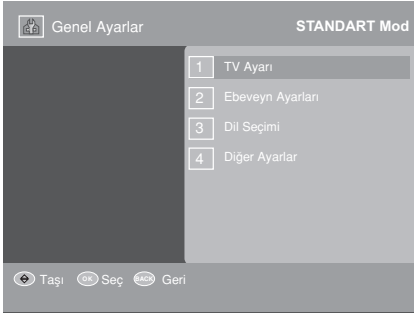 Genel Ayarlar STANDART Mod
1 TV Ayarı
2 Ebeveyn Ayarları
3 Dil Seçimi
4 Diğer Ayarlar
Taşı OK Seç BACK Geri